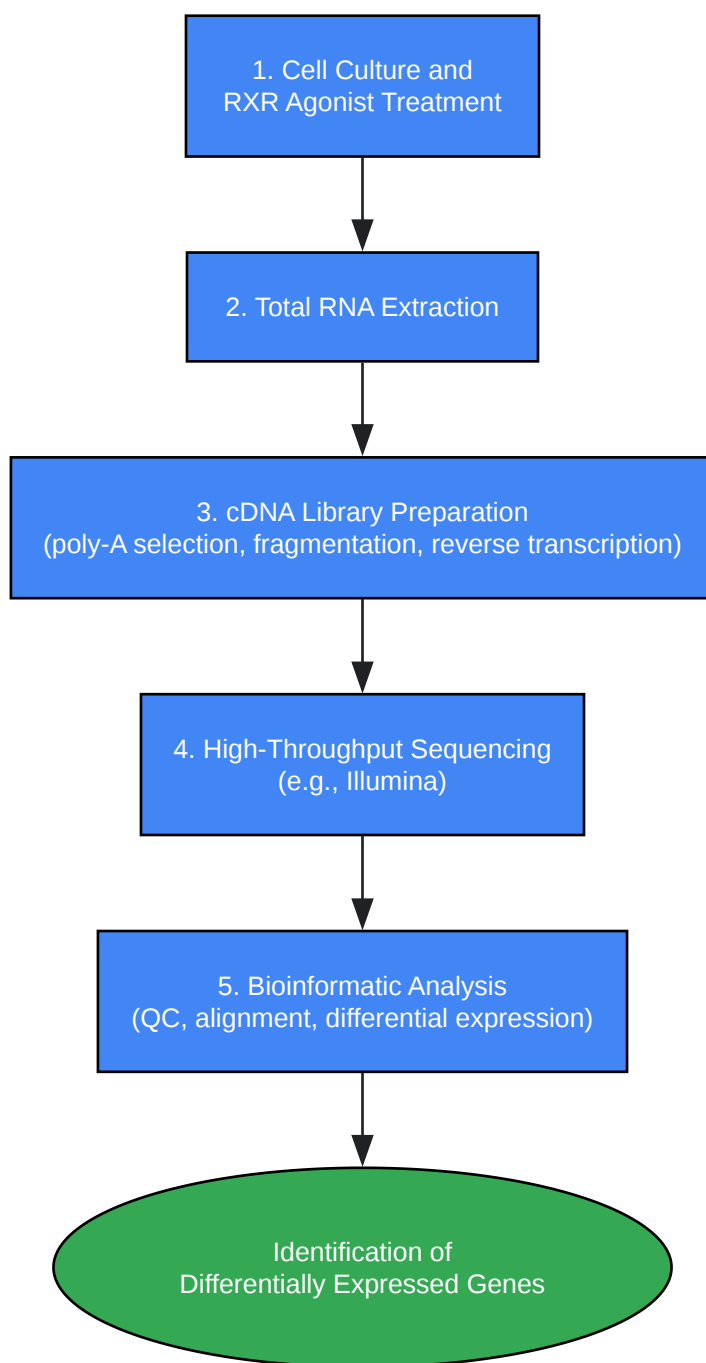 1. Cell Culture and
RXR Agonist Treatment
2. Total RNA Extraction
3. cDNA Library Preparation
(poly-A selection, fragmentation, reverse transcription)
4. High-Throughput Sequencing
(e.g., Illumina)
5. Bioinformatic Analysis
(QC, alignment, differential expression)
Identification of
Differentially Expressed Genes